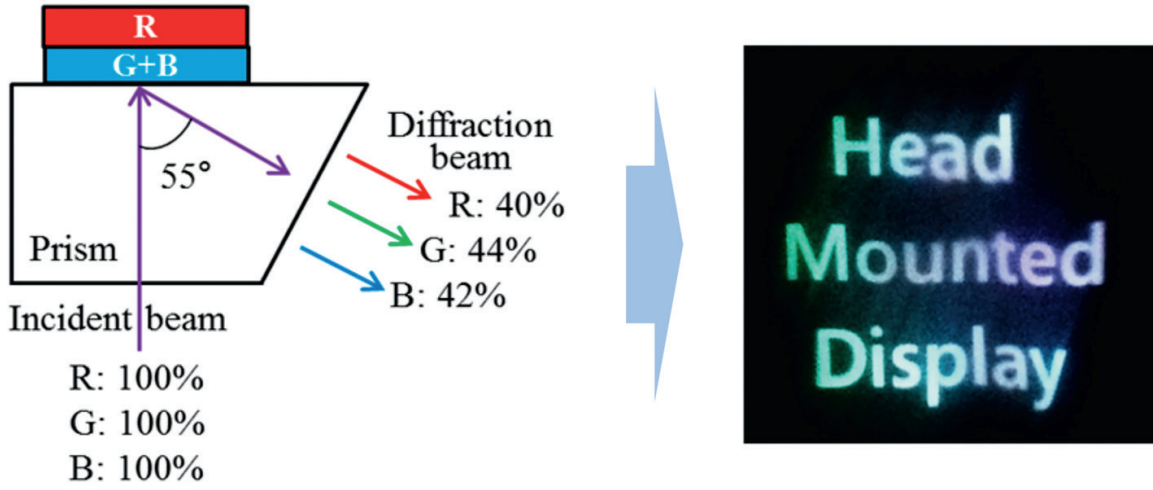 R
G+B
55°
Prism
Incident beam
R: 100%
G: 100%
B: 100%
Diffraction
beam
R: 40%
G: 44%
B: 42%
Head
Mounted
Display